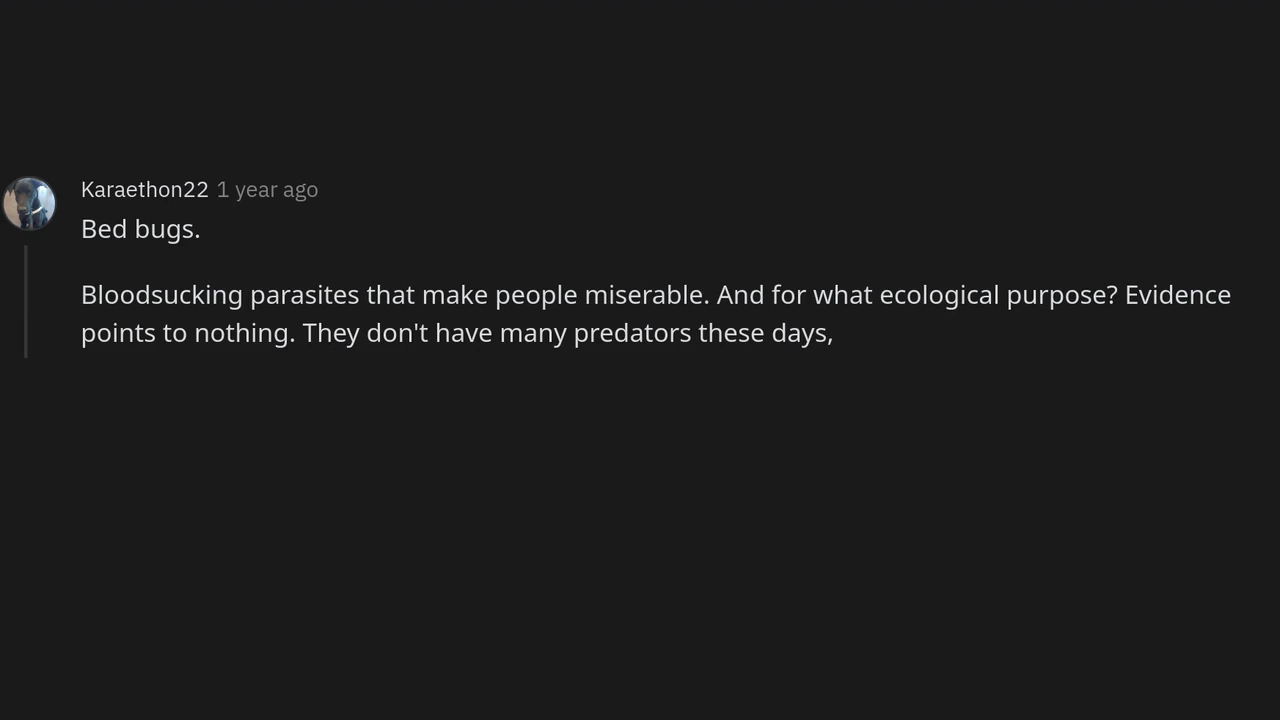 Karaethon22 1 year ago
Bed bugs.
Bloodsucking parasites that make people miserable. And for what ecological purpose? Evidence
points to nothing. They don't have many predators these days,